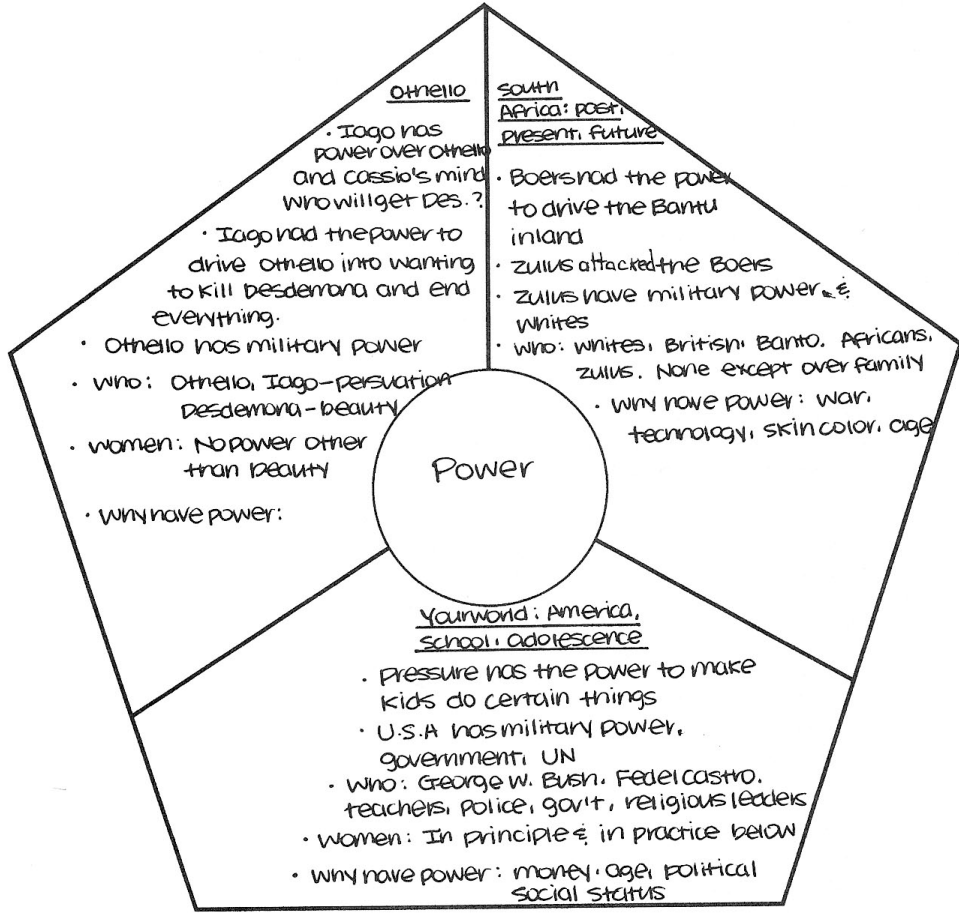 Othello
· Iago has
power over Othello
and Cassio's mind
who will get Des.?
· Iago had the power to
drive Othello into wanting
to kill Desdemona and end
everything.
· Othello has military power
· Who: Othello, Iago-persuation
Desdemona-beauty
· Women: No power other
than beauty
· Why have power:
South
Africa: past,
present, future
· Boers had the power
to drive the Bantu
inland
· Zulus attacked the Boers
· Zulus have military power. &
whites
· Who: Whites, British, Banto. Africans,
Zulus. None except over family
· Why have power: war,
technology, skin color, age
Power
Your world: America,
school, adolescence
· Pressure has the power to make
kids do certain things
· U.S.A has military power,
government, UN
· Who: George W. Bush. Fedel Castro.
teachers, police, gov't, religious leaders
· Women: In principle & in practice below
· Why have power: money. age, political
social status